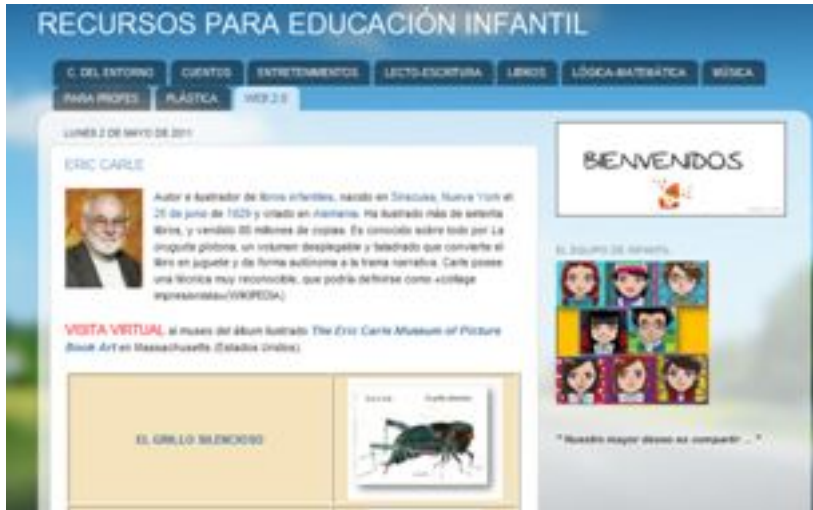 RECURSOS PARA EDUCACIÓN INFANTIL
C. DEL ENTORNO CUENTOS ENTRETENIMIENTOS LECTO-ESCRITURA LIBROS LÓGICA-MATEMÁTICA MÚSICA
PARA PROFES PLÁSTICA WEB 2.0
LUNES 2 DE MAYO DE 2011
ERIC CARLE
Autor e ilustrador de libros infantiles, nacido en Siracusa, Nueva York el
25 de junio de 1929 y criado en Alemania. Ha ilustrado más de setenta
libros, y vendido 85 millones de copias. Es conocido sobre todo por La
oruguita glotona, un volumen desplegable y taladrado que convierte el
libro en juguete y da forma autónoma a la trama narrativa. Carle posee
una técnica muy reconocible, que podría definirse como «collage
impresionista»(WIKIPEDIA)
VISITA VIRTUAL al museo del álbum ilustrado The Eric Carle Museum of Picture
Book Art en Massachusetts (Estados Unidos).
EL GRILLO SILENCIOSO
BIENVENIDOS
EL EQUIPO DE INFANTIL
" Nuestro mayor deseo es compartir ... "